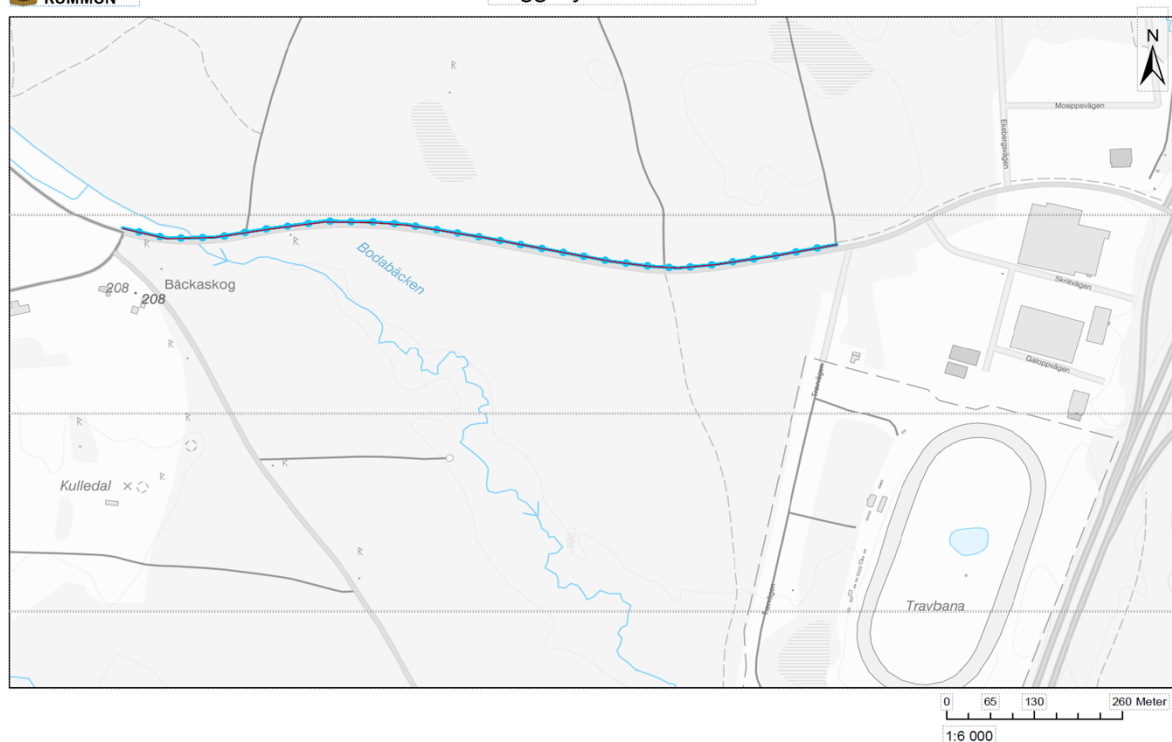 KOMMUN
N
Mosippsvägen
Ekebergsvägen
Bodabäcken
Skrittvägen
208
Bäckaskog
208
Galoppvägen
Travvägen
Kulledal
Travbana
Travvägen
0 65 130 260 Meter
1:6 000